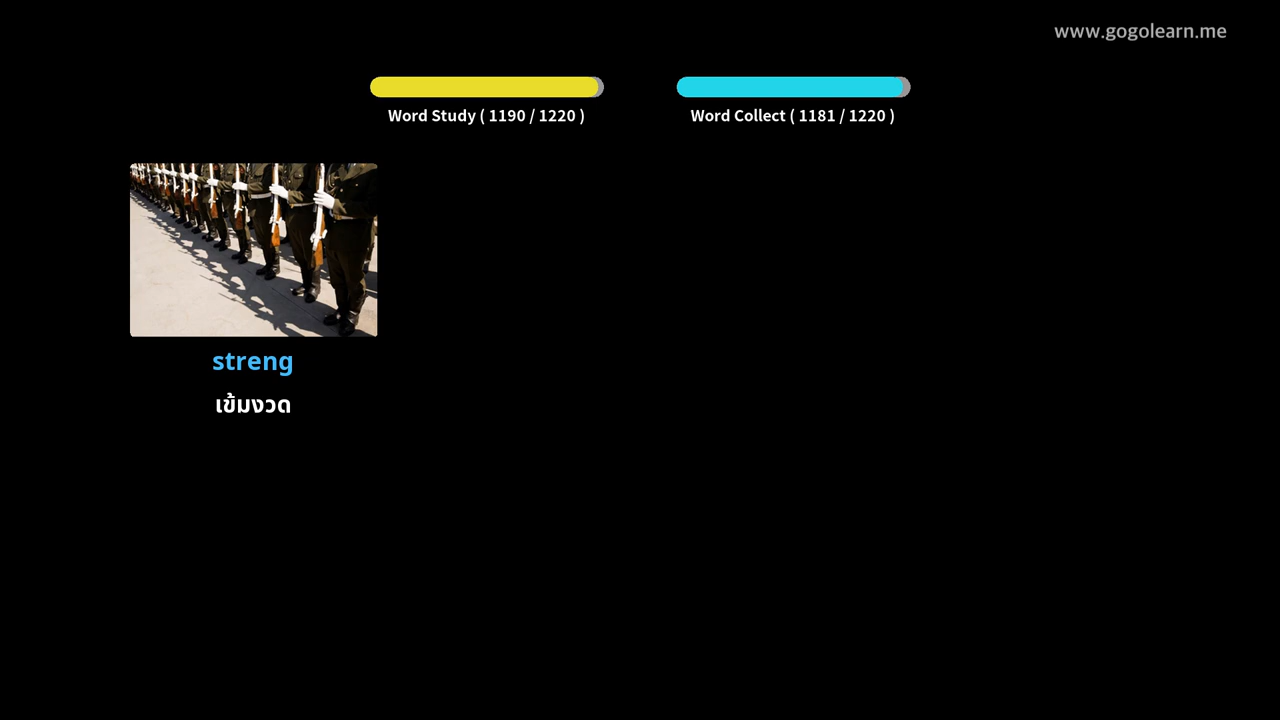 www.gogolearn.me
Word Study ( 1190 / 1220 )
Word Collect ( 1181 / 1220 )
streng
เข้มงวด